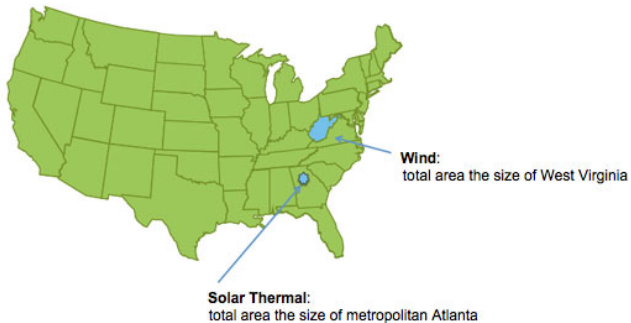 Wind:
total area the size of West Virginia
Solar Thermal:
total area the size of metropolitan Atlanta